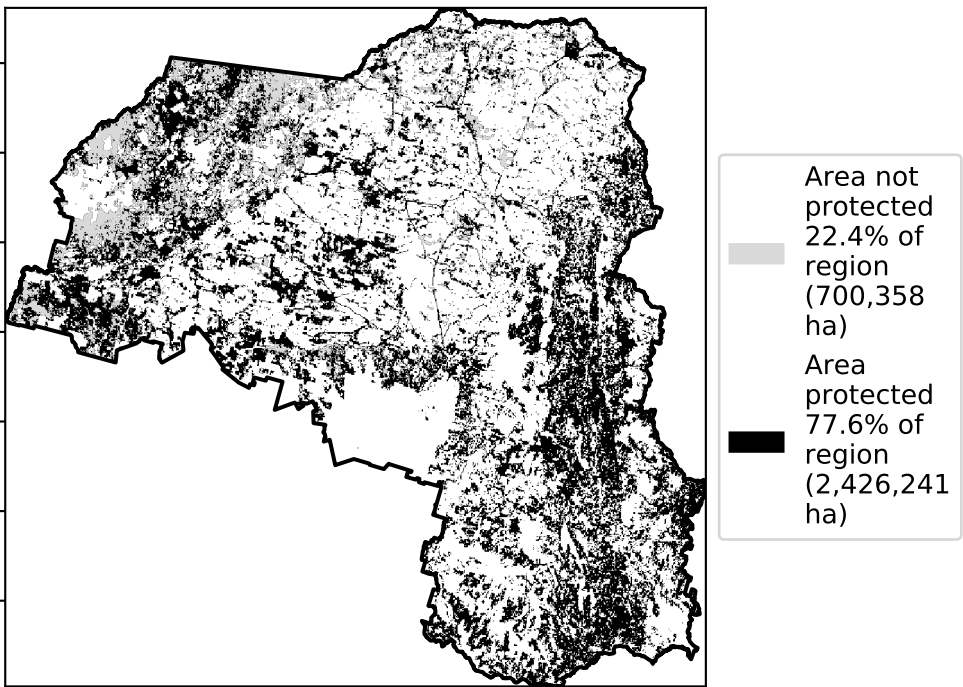 Area not
protected
22.4% of
region
(700,358
ha)
Area
protected
77.6% of
region
(2,426,241
ha)